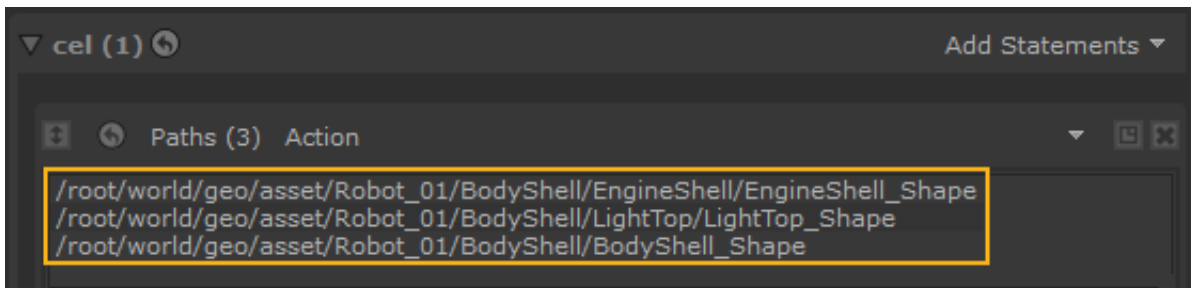 cel (1) Add Statements
Paths (3) Action
/root/world/geo/asset/Robot_01/BodyShell/EngineShell/EngineShell_Shape
/root/world/geo/asset/Robot_01/BodyShell/LightTop/LightTop_Shape
/root/world/geo/asset/Robot_01/BodyShell/BodyShell_Shape